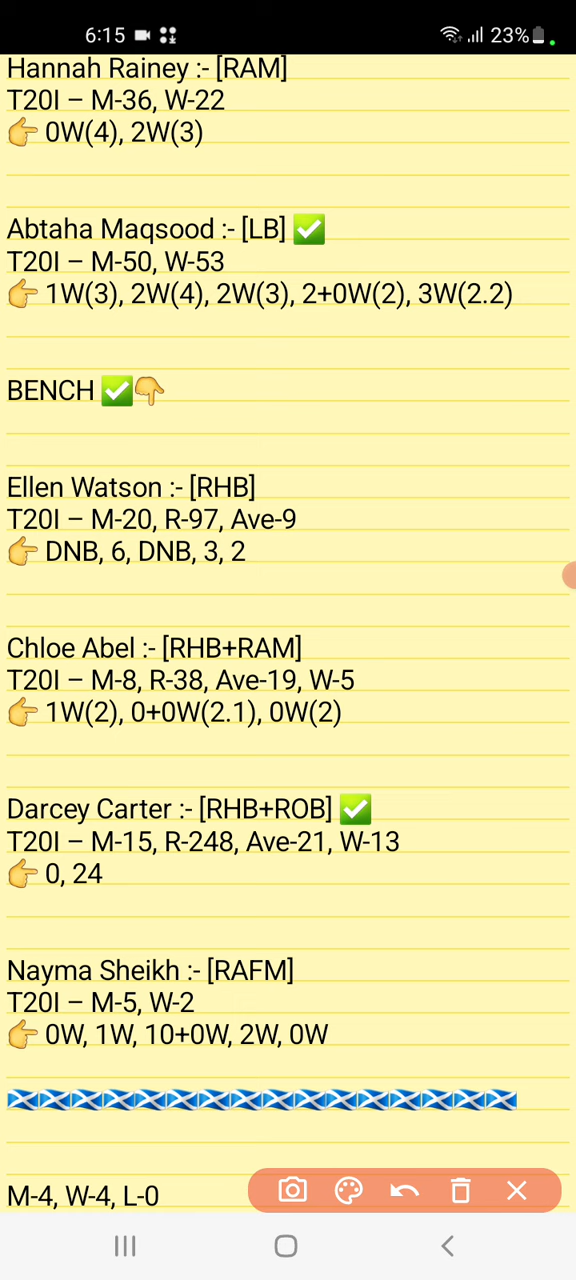 6:15
23%
Hannah Rainey :- [RAM]
T20I – M-36, W-22
👉 0W(4), 2W(3)
Abtaha Maqsood :- [LB] ✅
T20I – M-50, W-53
👉 1W(3), 2W(4), 2W(3), 2+0W(2), 3W(2.2)
BENCH ✅👇
Ellen Watson :- [RHB]
T20I – M-20, R-97, Ave-9
👉 DNB, 6, DNB, 3, 2
Chloe Abel :- [RHB+RAM]
T20I – M-8, R-38, Ave-19, W-5
👉 1W(2), 0+0W(2.1), 0W(2)
Darcey Carter :- [RHB+ROB] ✅
T20I – M-15, R-248, Ave-21, W-13
👉 0, 24
Nayma Sheikh :- [RAFM]
T20I – M-5, W-2
👉 0W, 1W, 10+0W, 2W, 0W
🏴󠁧󠁢󠁳󠁣󠁴󠁿🏴󠁧󠁢󠁳󠁣󠁴󠁿🏴󠁧󠁢󠁳󠁣󠁴󠁿🏴󠁧󠁢󠁳󠁣󠁴󠁿🏴󠁧󠁢󠁳󠁣󠁴󠁿🏴󠁧󠁢󠁳󠁣󠁴󠁿🏴󠁧󠁢󠁳󠁣󠁴󠁿🏴󠁧󠁢󠁳󠁣󠁴󠁿🏴󠁧󠁢󠁳󠁣󠁴󠁿🏴󠁧󠁢󠁳󠁣󠁴󠁿🏴󠁧󠁢󠁳󠁣󠁴󠁿🏴󠁧󠁢󠁳󠁣󠁴󠁿🏴󠁧󠁢󠁳󠁣󠁴󠁿🏴󠁧󠁢󠁳󠁣󠁴󠁿🏴󠁧󠁢󠁳󠁣󠁴󠁿🏴󠁧󠁢󠁳󠁣󠁴󠁿
M-4, W-4, L-0